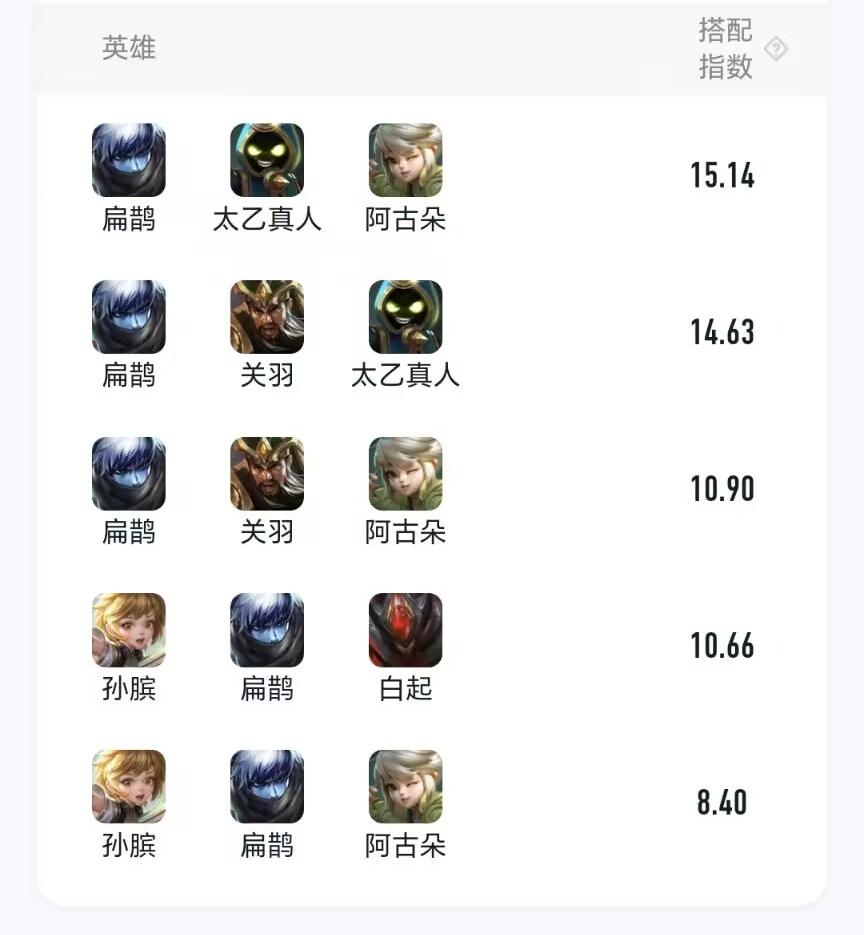 英雄
搭配
指数
扁鹊 太乙真人 阿古朵 15.14
扁鹊 关羽 太乙真人 14.63
扁鹊 关羽 阿古朵 10.90
孙膑 扁鹊 白起 10.66
孙膑 扁鹊 阿古朵 8.40